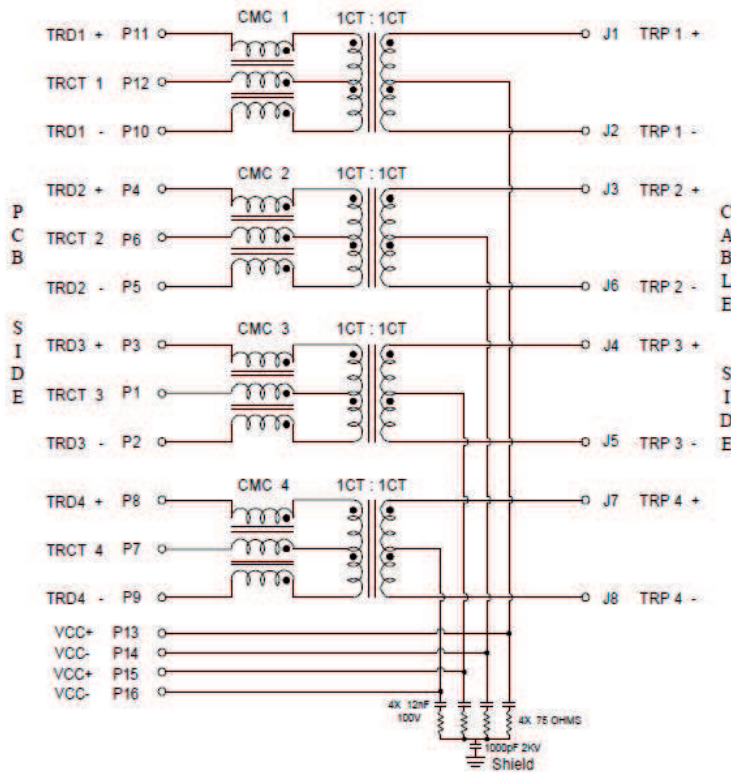 CMC 1 1CT : 1CT
TRD1 + P11 J1 TRP 1 +
TRCT 1 P12
TRD1 - P10 J2 TRP 1 -
CMC 2 1CT : 1CT
TRD2 + P4 J3 TRP 2 +
TRCT 2 P6
TRD2 - P5 J6 TRP 2 -
CMC 3 1CT : 1CT
TRD3 + P3 J4 TRP 3 +
TRCT 3 P1
TRD3 - P2 J5 TRP 3 -
CMC 4 1CT : 1CT
TRD4 + P8 J7 TRP 4 +
TRCT 4 P7
TRD4 - P9 J8 TRP 4 -
VCC+ P13
VCC- P14
VCC+ P15
VCC- P16
4X 12nF
100V
4X 75 OHMS
1000pF 2KV
Shield
PCB SIDE
CABLE SIDE